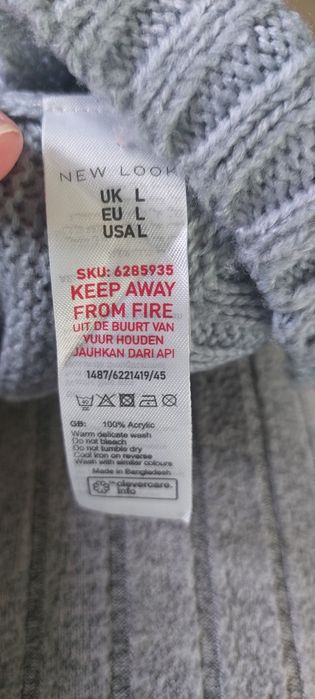 NEW LOOK
UK L
EU L
USA L
SKU: 6285935
KEEP AWAY
FROM FIRE
UIT DE BUURT VAN
VUUR HOUDEN
JAUHKAN DARI API
1487/6221419/45
GB: 100% Acrylic
Warm delicate wash
Do not bleach
Do not tumble dry
Cool iron on reverse
Wash with similar colours
Made in Bangladesh
clevercare.
info